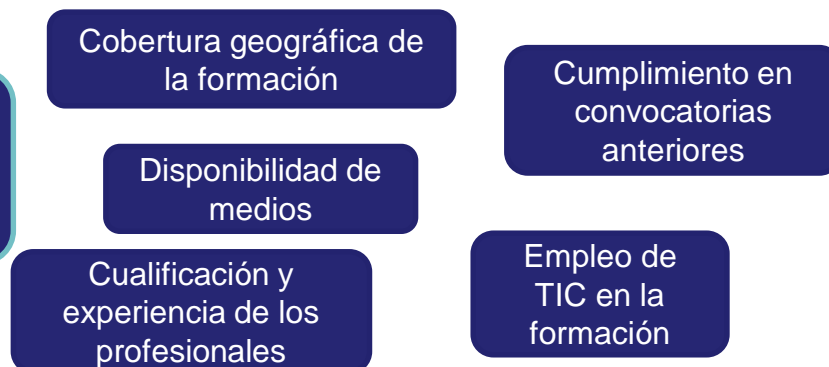 Cobertura geográfica de
la formación
Cumplimiento en
convocatorias
anteriores
Disponibilidad de
medios
Cualificación y
experiencia de los
profesionales
Empleo de
TIC en la
formación